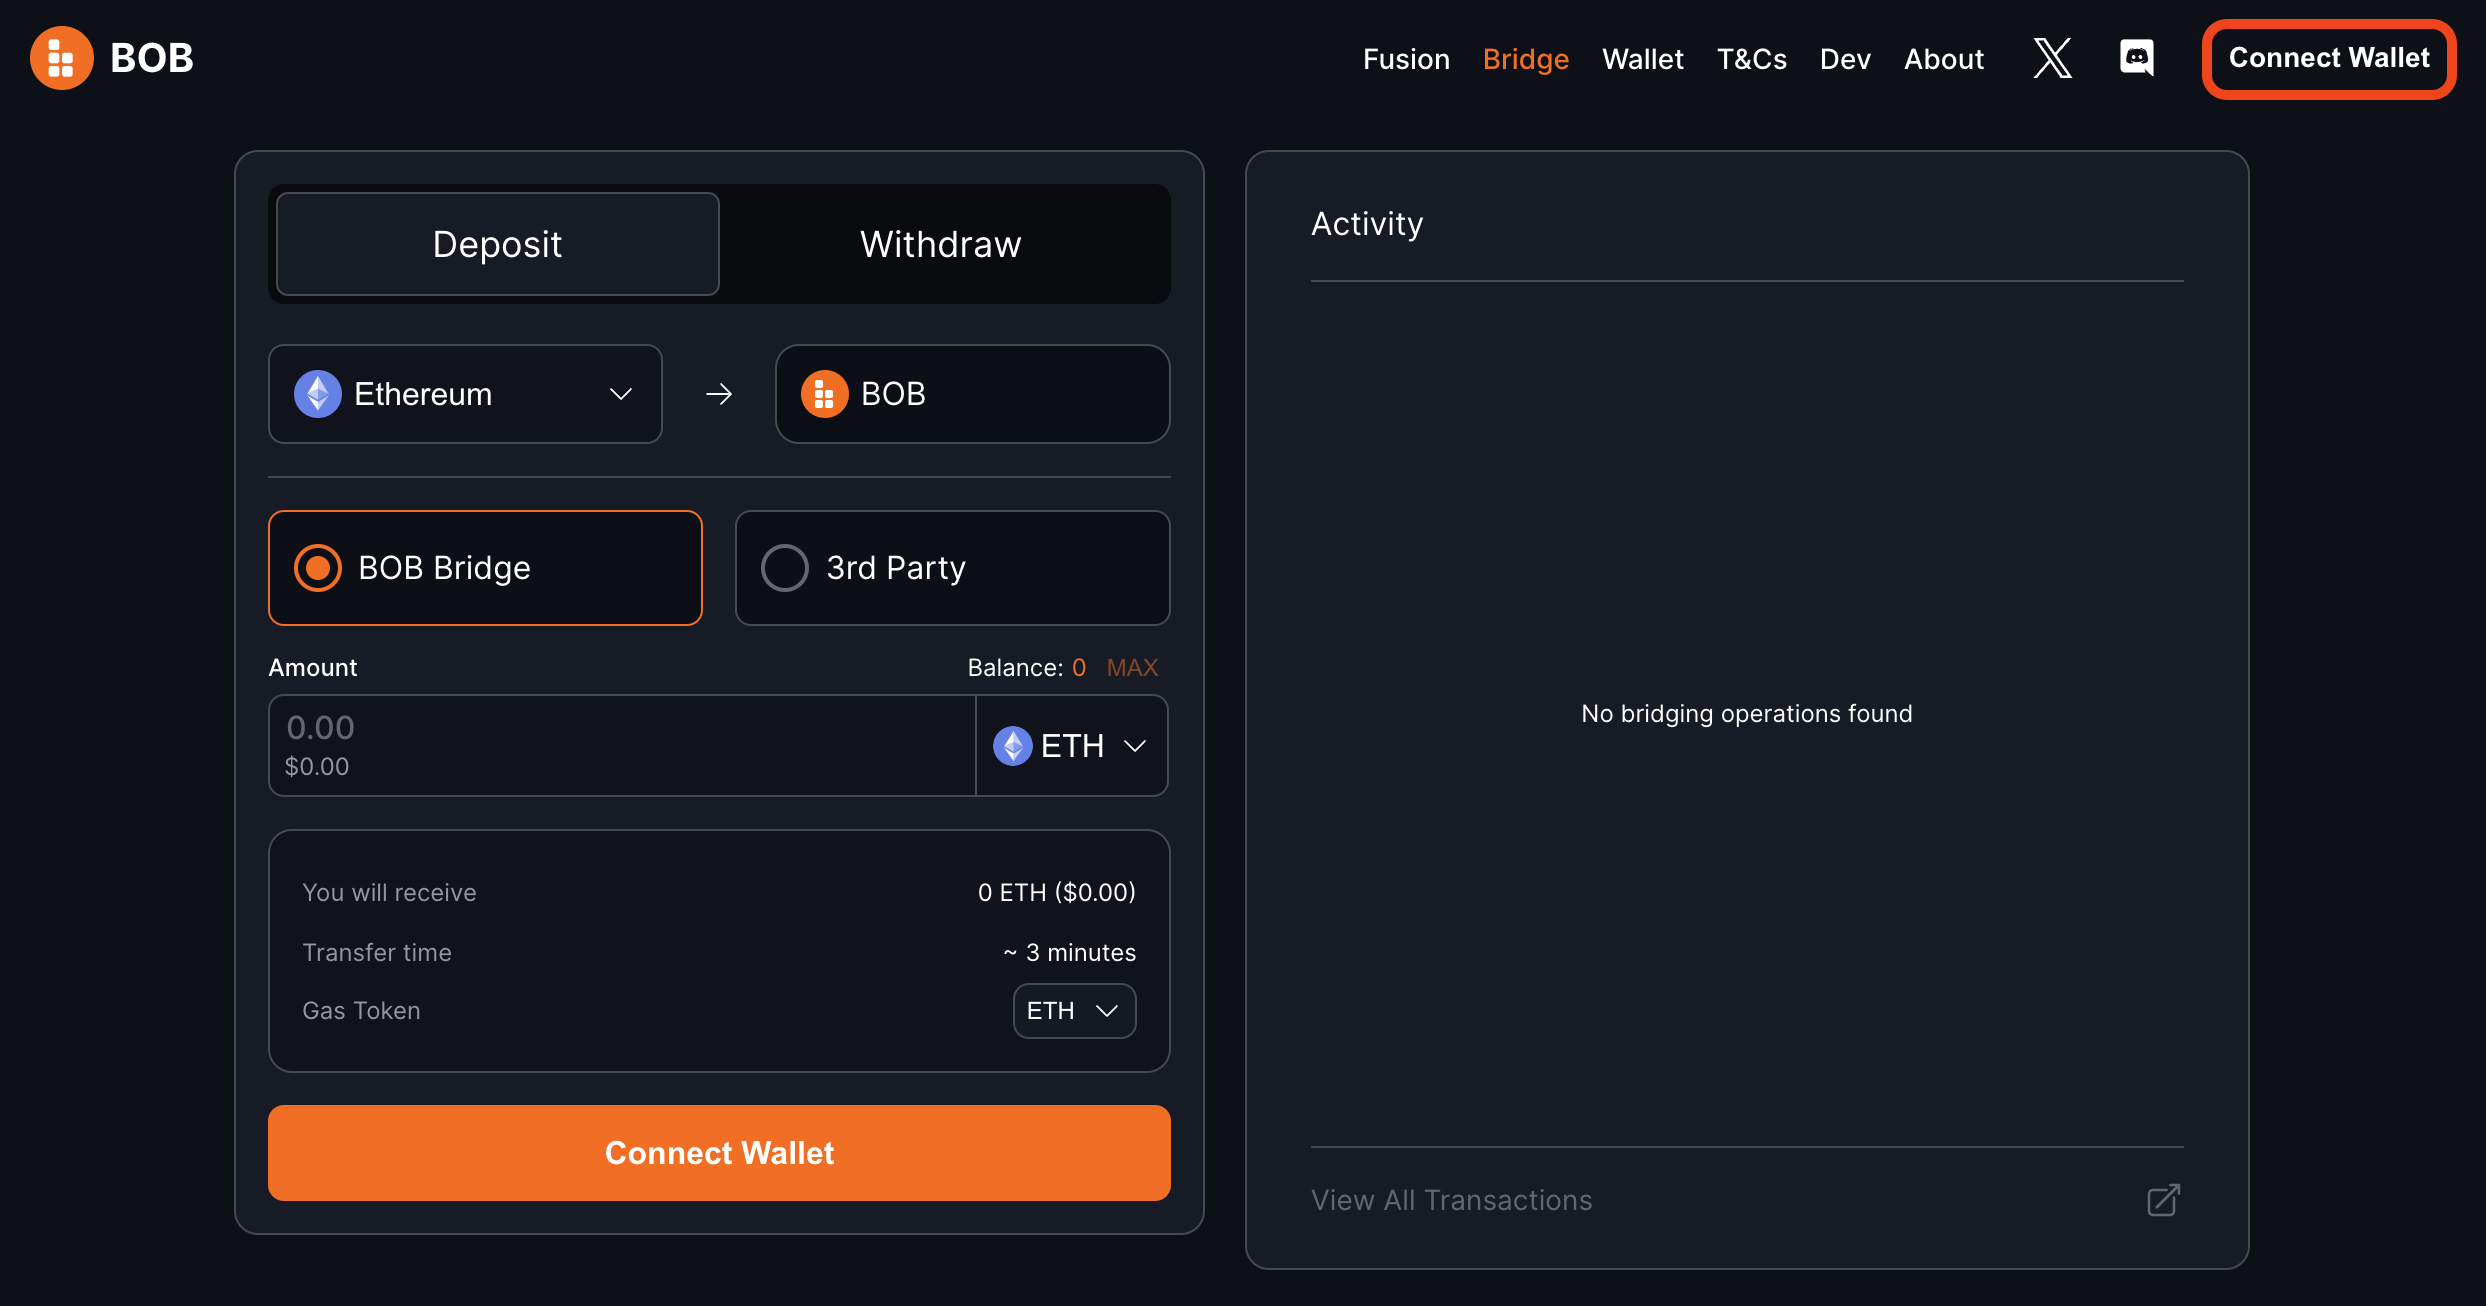 BOB
Fusion Bridge Wallet T&Cs Dev About Connect Wallet
Deposit Withdraw
Ethereum BOB
BOB Bridge 3rd Party
Amount Balance: 0 MAX
0.00
$0.00
ETH
You will receive 0 ETH ($0.00)
Transfer time ~ 3 minutes
Gas Token ETH
Connect Wallet
Activity
No bridging operations found
View All Transactions